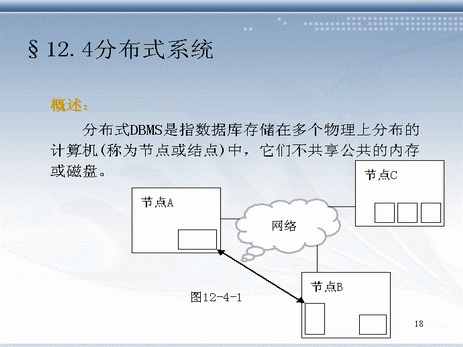 §12.4分布式系统
概述：
分布式DBMS是指数据库存储在多个物理上分布的
计算机(称为节点或结点)中，它们不共享公共的内存
或磁盘。
节点C
节点A
网络
节点B
图12-4-1
18